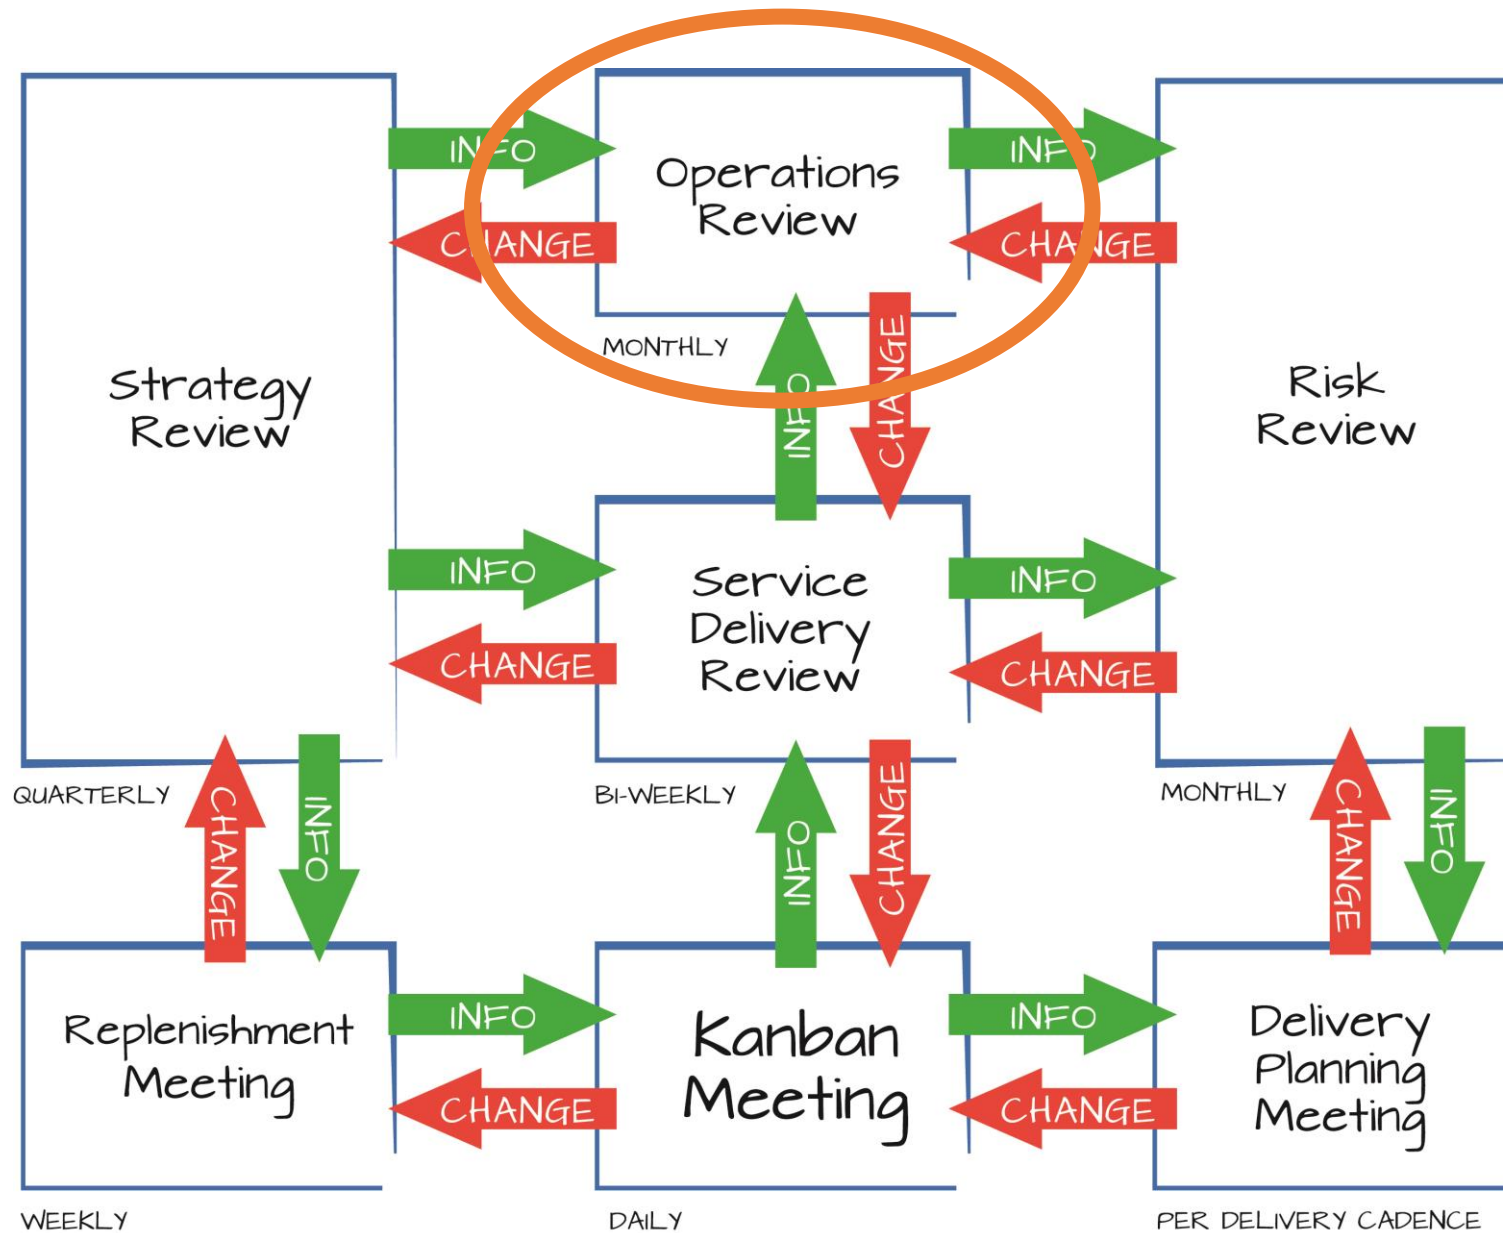 INFO
Operations
Review
INFO
CHANGE
CHANGE
MONTHLY
INFO
CHANGE
Strategy
Review
Risk
Review
INFO
Service
Delivery
Review
INFO
CHANGE
CHANGE
QUARTERLY
BI-WEEKLY
MONTHLY
CHANGE
INFO
INFO
CHANGE
CHANGE
INFO
Replenishment
Meeting
INFO
Kanban
Meeting
INFO
Delivery
Planning
Meeting
CHANGE
CHANGE
WEEKLY
DAILY
PER DELIVERY CADENCE